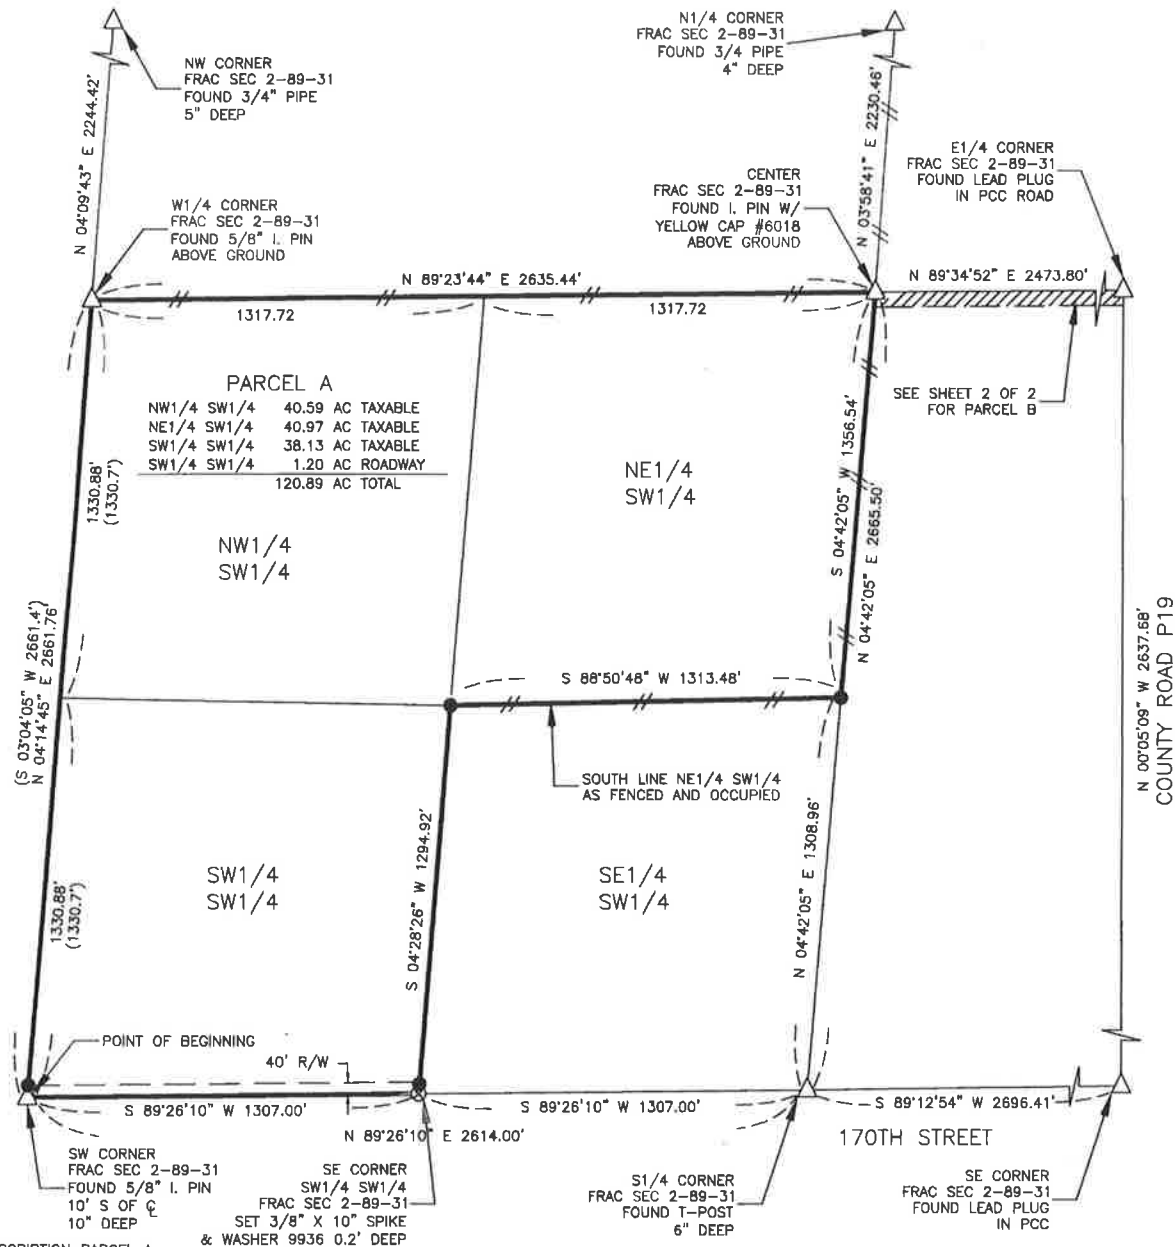 NW CORNER
FRAC SEC 2-89-31
FOUND 3/4" PIPE
5" DEEP
N1/4 CORNER
FRAC SEC 2-89-31
FOUND 3/4 PIPE
4" DEEP
N 04°09'43" E 2244.42'
N 03°58'41" E 2230.46'
E1/4 CORNER
FRAC SEC 2-89-31
FOUND LEAD PLUG
IN PCC ROAD
CENTER
FRAC SEC 2-89-31
FOUND I. PIN W/
YELLOW CAP #6018
ABOVE GROUND
W1/4 CORNER
FRAC SEC 2-89-31
FOUND 5/8" I. PIN
ABOVE GROUND
N 89°23'44" E 2635.44'
N 89°34'52" E 2473.80'
1317.72
1317.72
PARCEL A
NW1/4 SW1/4 40.59 AC TAXABLE
NE1/4 SW1/4 40.97 AC TAXABLE
SW1/4 SW1/4 38.13 AC TAXABLE
SW1/4 SW1/4 1.20 AC ROADWAY
120.89 AC TOTAL
SEE SHEET 2 OF 2
FOR PARCEL B
1330.88'
(1330.7')
NE1/4
SW1/4
S 04°42'05" W 1356.54'
N 04°42'05" E 2665.50'
NW1/4
SW1/4
(S 03°04'05" W 2661.4')
N 04°14'45" E 2661.76'
N 00°05'09" W 2637.68'
COUNTY ROAD P19
S 88°50'48" W 1313.48'
SOUTH LINE NE1/4 SW1/4
AS FENCED AND OCCUPIED
SW1/4
SW1/4
S 04°28'26" W 1294.92'
SE1/4
SW1/4
N 04°42'05" E 1308.96'
1330.88'
(1330.7')
POINT OF BEGINNING
40' R/W
S 89°26'10" W 1307.00'
S 89°26'10" W 1307.00'
S 89°12'54" W 2696.41'
N 89°26'10" E 2614.00'
170TH STREET
SW CORNER
FRAC SEC 2-89-31
FOUND 5/8" I. PIN
10' S OF ℄
10" DEEP
SE CORNER
SW1/4 SW1/4
FRAC SEC 2-89-31
SET 3/8" X 10" SPIKE
& WASHER 9936 0.2' DEEP
S1/4 CORNER
FRAC SEC 2-89-31
FOUND T-POST
6" DEEP
SE CORNER
FRAC SEC 2-89-31
FOUND LEAD PLUG
IN PCC
PARCEL A